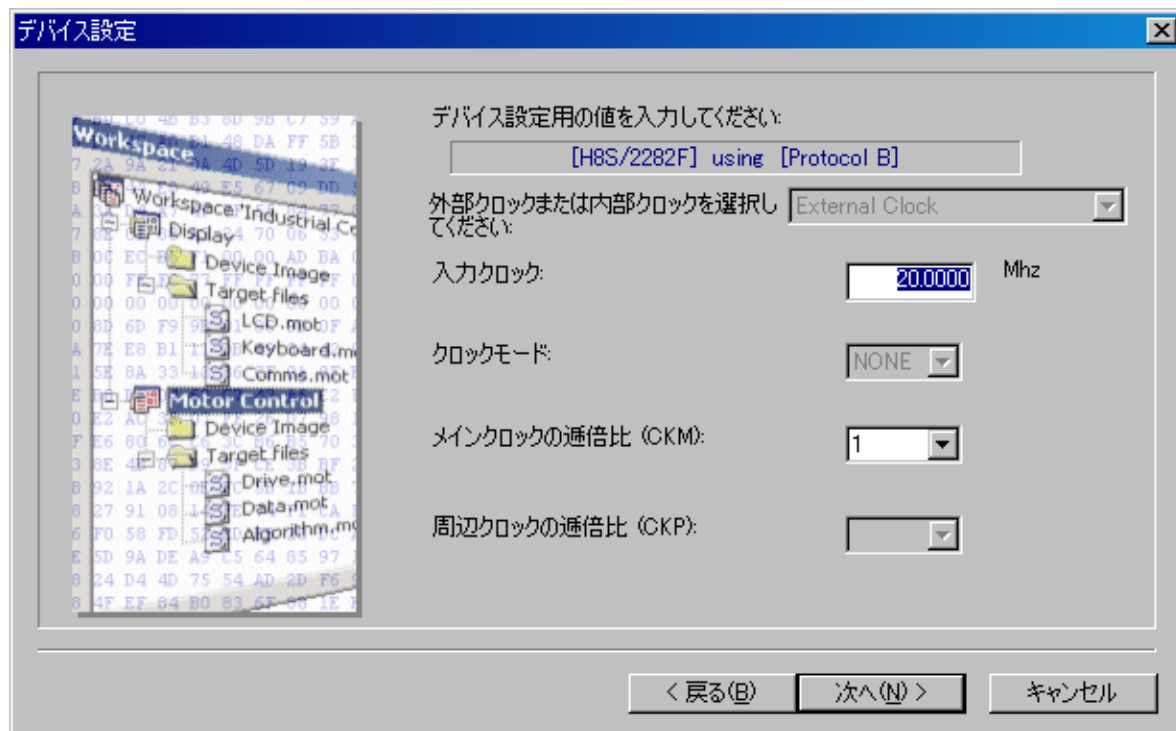 デバイス設定
Workspace
Workspace 'Industrial Co
Display
Device Image
Target files
LCD.mot
Keyboard.m
Comms.mot
Motor Control
Device Image
Target files
Drive.mot
Data.mot
Algorithm.mo
デバイス設定用の値を入力してください:
[H8S/2282F] using [Protocol B]
外部クロックまたは内部クロックを選択し
てください:
External Clock
入力クロック:
20.0000
Mhz
クロックモード:
NONE
メインクロックの逓倍比 (CKM):
1
周辺クロックの逓倍比 (CKP):
< 戻る(B)
次へ(N) >
キャンセル